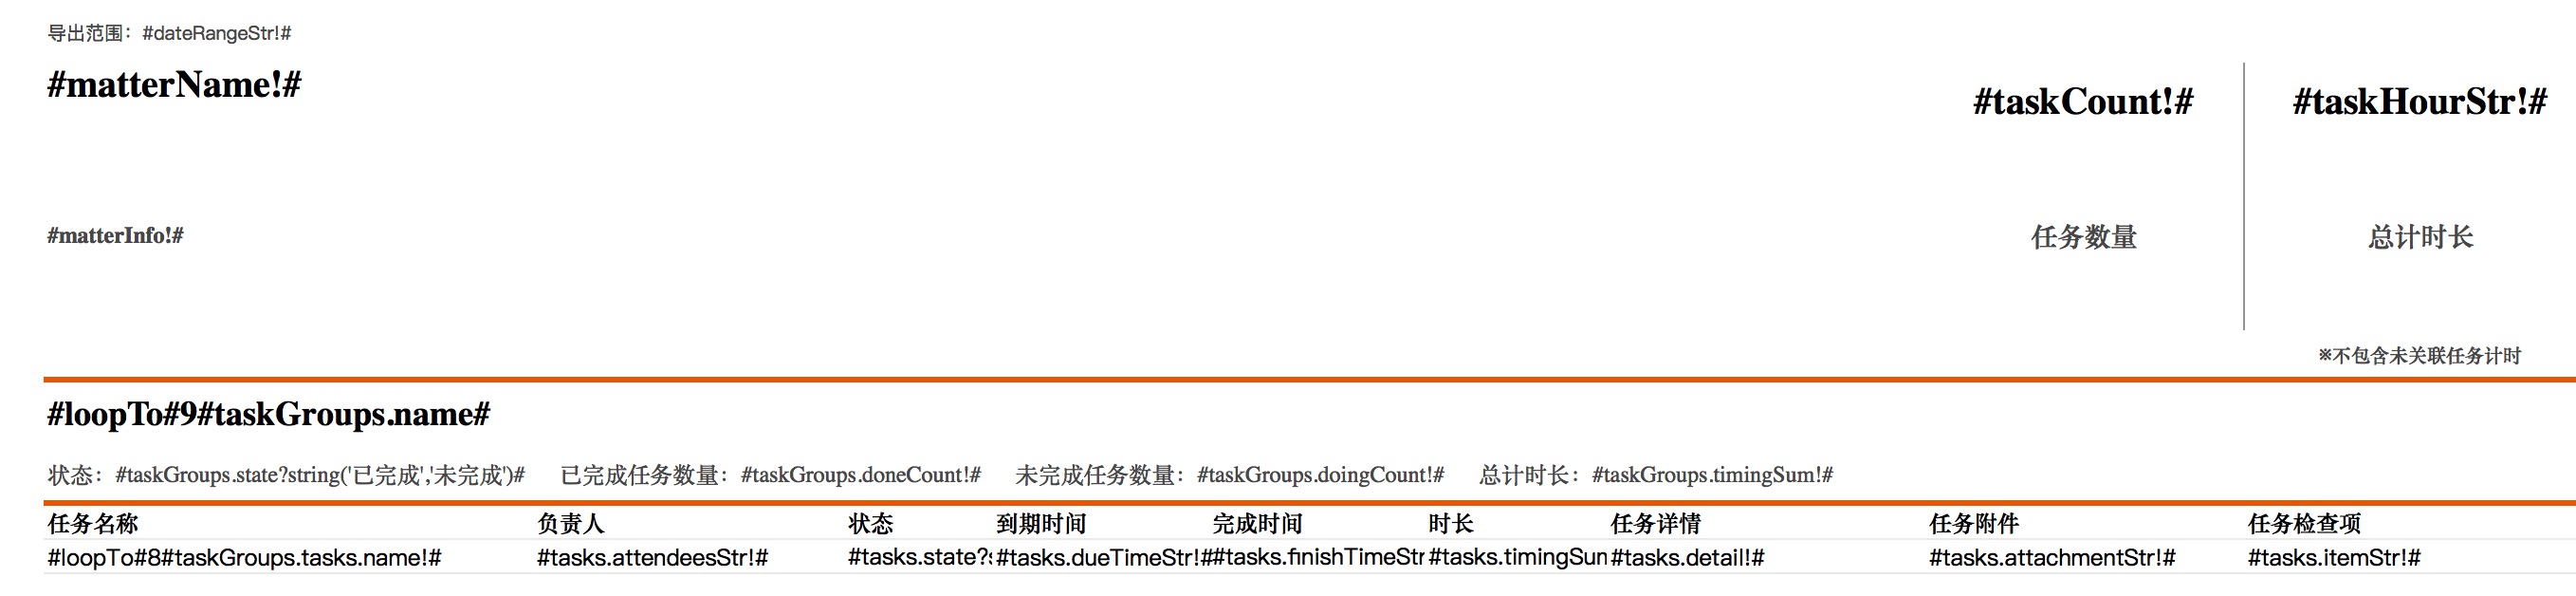 导出范围：#dateRangeStr!#
#matterName!#
#taskCount!#
#taskHourStr!#
#matterInfo!#
任务数量
总计时长
※不包含未关联任务计时
#loopTo#9#taskGroups.name#
状态：#taskGroups.state?string('已完成','未完成')# 已完成任务数量：#taskGroups.doneCount!# 未完成任务数量：#taskGroups.doingCount!# 总计时长：#taskGroups.timingSum!#
任务名称 负责人 状态 到期时间 完成时间 时长 任务详情 任务附件 任务检查项
#loopTo#8#taskGroups.tasks.name!# #tasks.attendeesStr!# #tasks.state?s #tasks.dueTimeStr!# #tasks.finishTimeStr #tasks.timingSun #tasks.detail!# #tasks.attachmentStr!# #tasks.itemStr!#